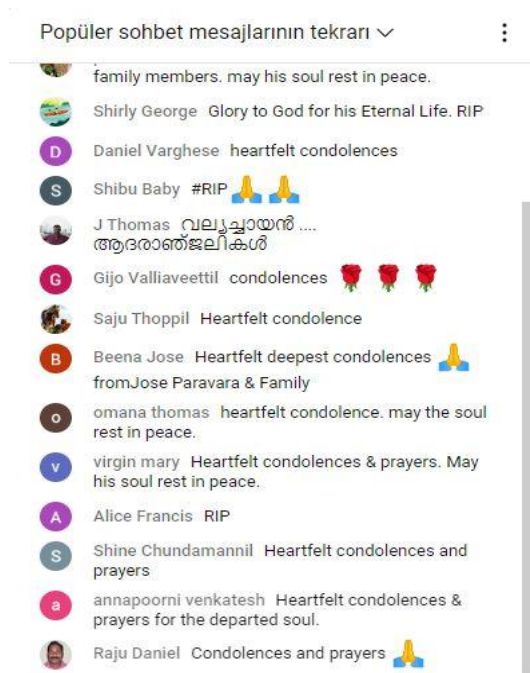 Popüler sohbet mesajlarının tekrarı
family members. may his soul rest in peace.
Shirly George Glory to God for his Eternal Life. RIP
D Daniel Varghese heartfelt condolences
S Shibu Baby #RIP 🙏 🙏
J Thomas വല്യച്ചായൻ ....
ആദരാഞ്ജലികൾ
G Gijo Valliaveettil condolences 🌹 🌹 🌹
Saju Thoppil Heartfelt condolence
B Beena Jose Heartfelt deepest condolences 🙏
fromJose Paravara & Family
o omana thomas heartfelt condolence. may the soul
rest in peace.
v virgin mary Heartfelt condolences & prayers. May
his soul rest in peace.
A Alice Francis RIP
S Shine Chundamannil Heartfelt condolences and
prayers
a annapoorni venkatesh Heartfelt condolences &
prayers for the departed soul.
Raju Daniel Condolences and prayers 🙏